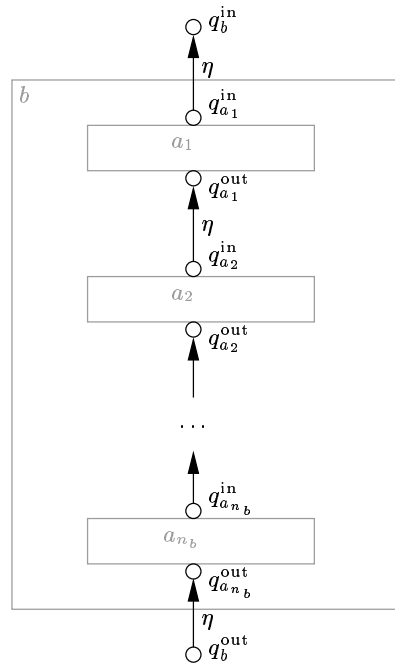 q_b^in
η
b
q_{a_1}^in
a_1
q_{a_1}^out
η
q_{a_2}^in
a_2
q_{a_2}^out
...
q_{a_{n_b}}^in
a_{n_b}
q_{a_{n_b}}^out
η
q_b^out